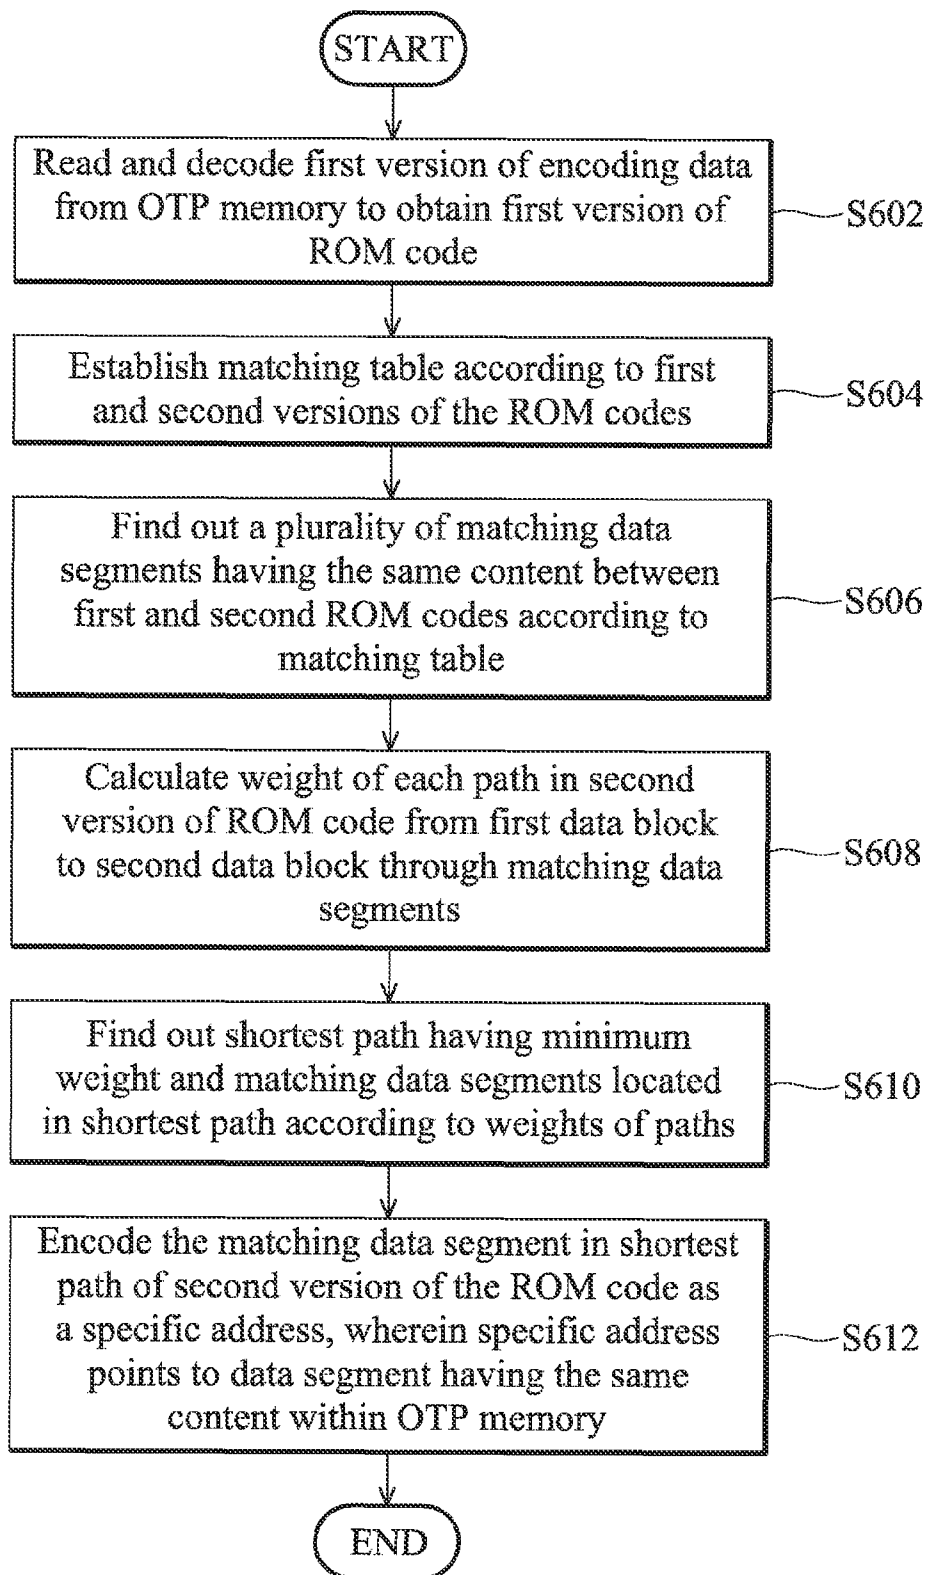 START
Read and decode first version of encoding data
from OTP memory to obtain first version of
ROM code
S602
Establish matching table according to first
and second versions of the ROM codes
S604
Find out a plurality of matching data
segments having the same content between
first and second ROM codes according to
matching table
S606
Calculate weight of each path in second
version of ROM code from first data block
to second data block through matching data
segments
S608
Find out shortest path having minimum
weight and matching data segments located
in shortest path according to weights of paths
S610
Encode the matching data segment in shortest
path of second version of the ROM code as
a specific address, wherein specific address
points to data segment having the same
content within OTP memory
S612
END